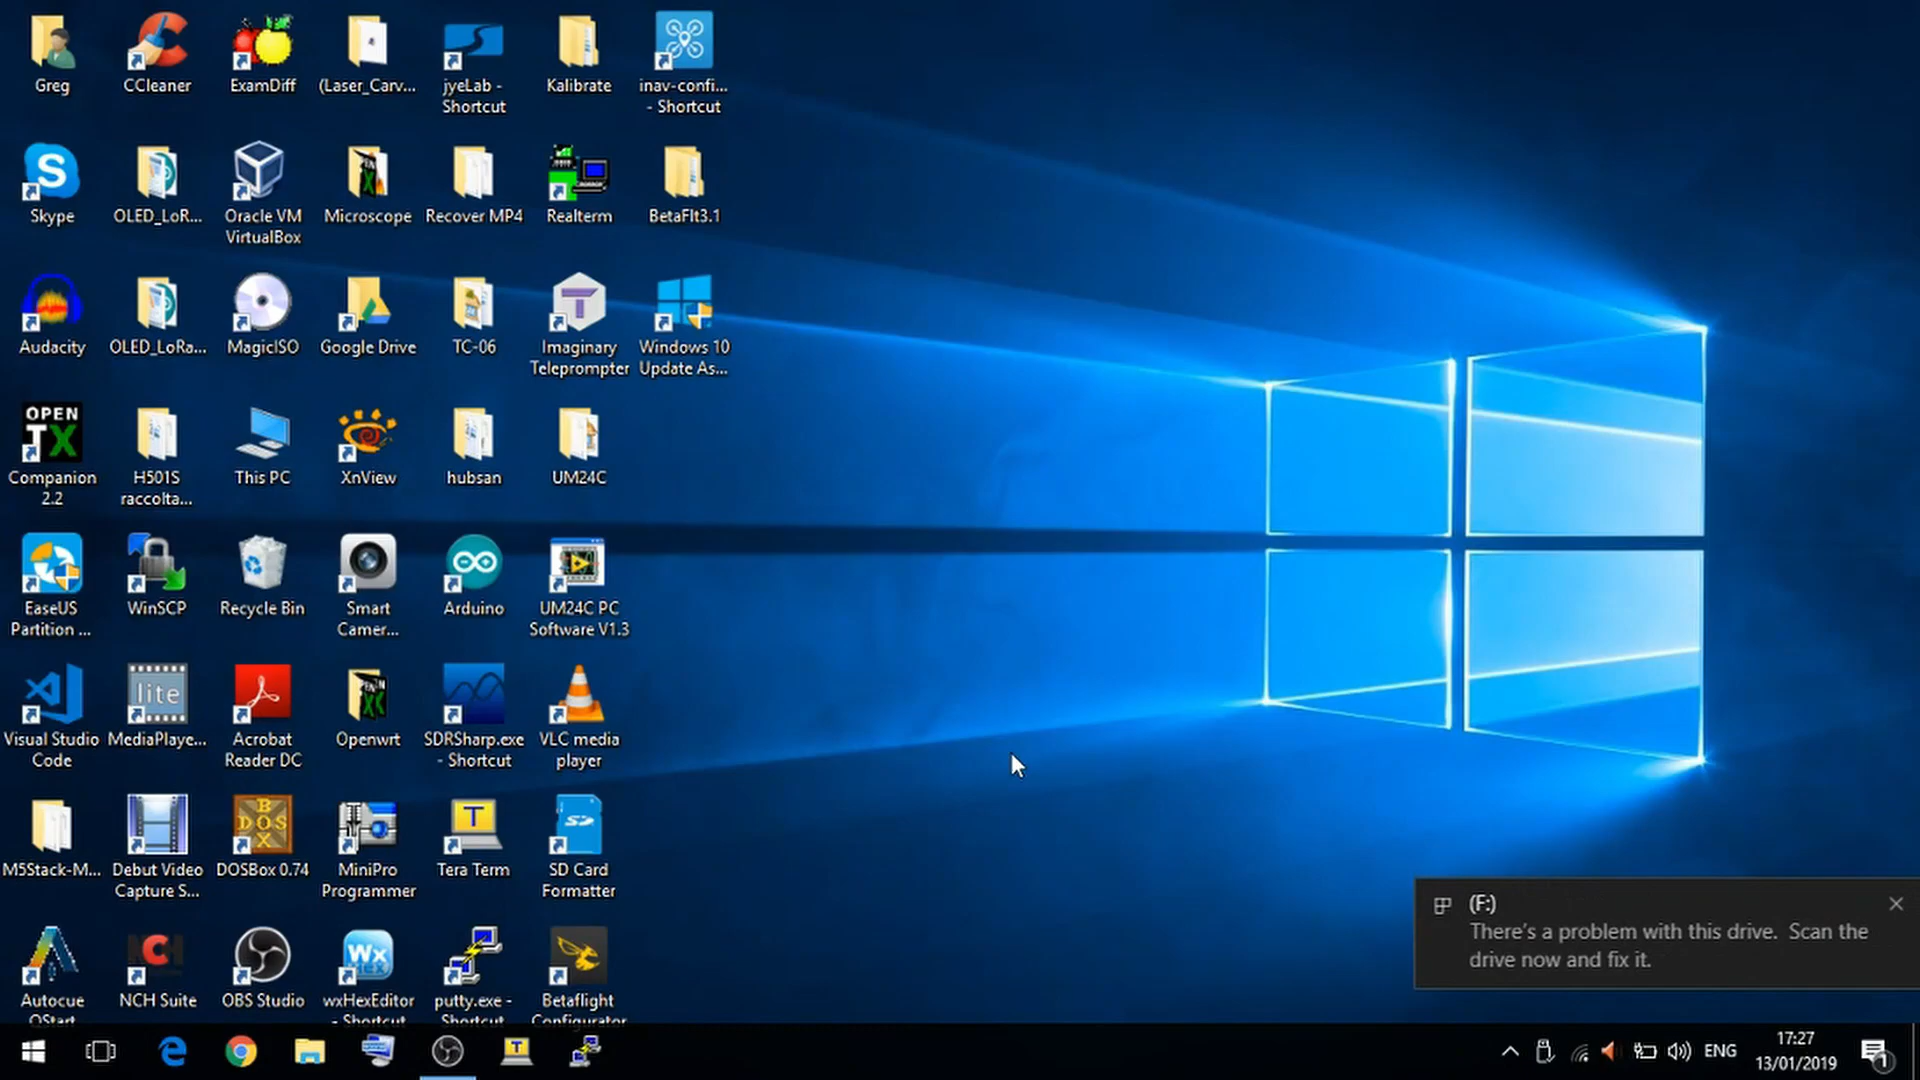 Greg
CCleaner
ExamDiff
(Laser_Carv...
jyeLab -
Shortcut
Kalibrate
inav-confi...
- Shortcut
Skype
OLED_LoR...
Oracle VM
VirtualBox
Microscope
Recover MP4
Realterm
BetaFlt3.1
Audacity
OLED_LoRa...
MagicISO
Google Drive
TC-06
Imaginary
Teleprompter
Windows 10
Update As...
OPEN
TX
Companion
2.2
H501S
raccolta...
This PC
XnView
hubsan
UM24C
EaseUS
Partition ...
WinSCP
Recycle Bin
Smart
Camer...
Arduino
UM24C PC
Software V1.3
Visual Studio
Code
lite
MediaPlaye...
Acrobat
Reader DC
Openwrt
SDRSharp.exe
- Shortcut
VLC media
player
M5Stack-M...
Debut Video
Capture S...
DOSBox 0.74
MiniPro
Programmer
Tera Term
SD Card
Formatter
Autocue
QStart
NCH Suite
OBS Studio
wxHexEditor
- Shortcut
putty.exe -
Shortcut
Betaflight
Configurator
(F:)
There's a problem with this drive. Scan the
drive now and fix it.
ENG
17:27
13/01/2019
1